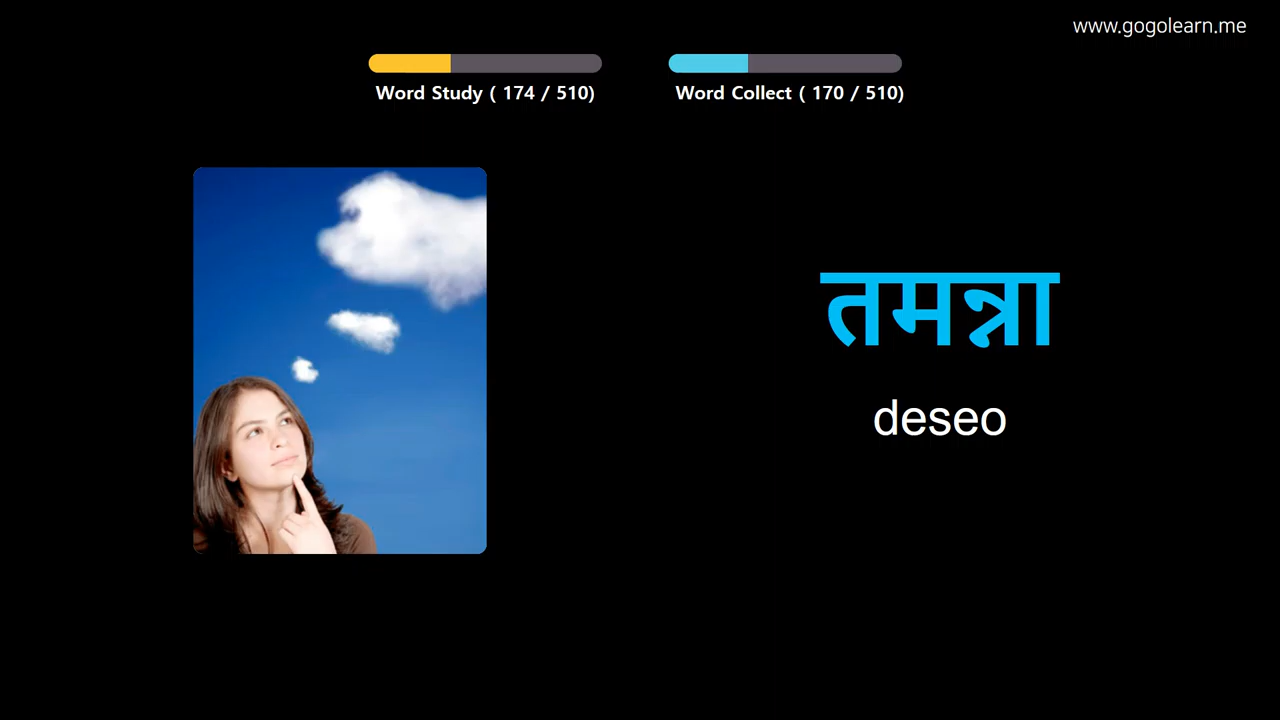 www.gogolearn.me
Word Study ( 174 / 510)
Word Collect ( 170 / 510)
तमन्ना
deseo